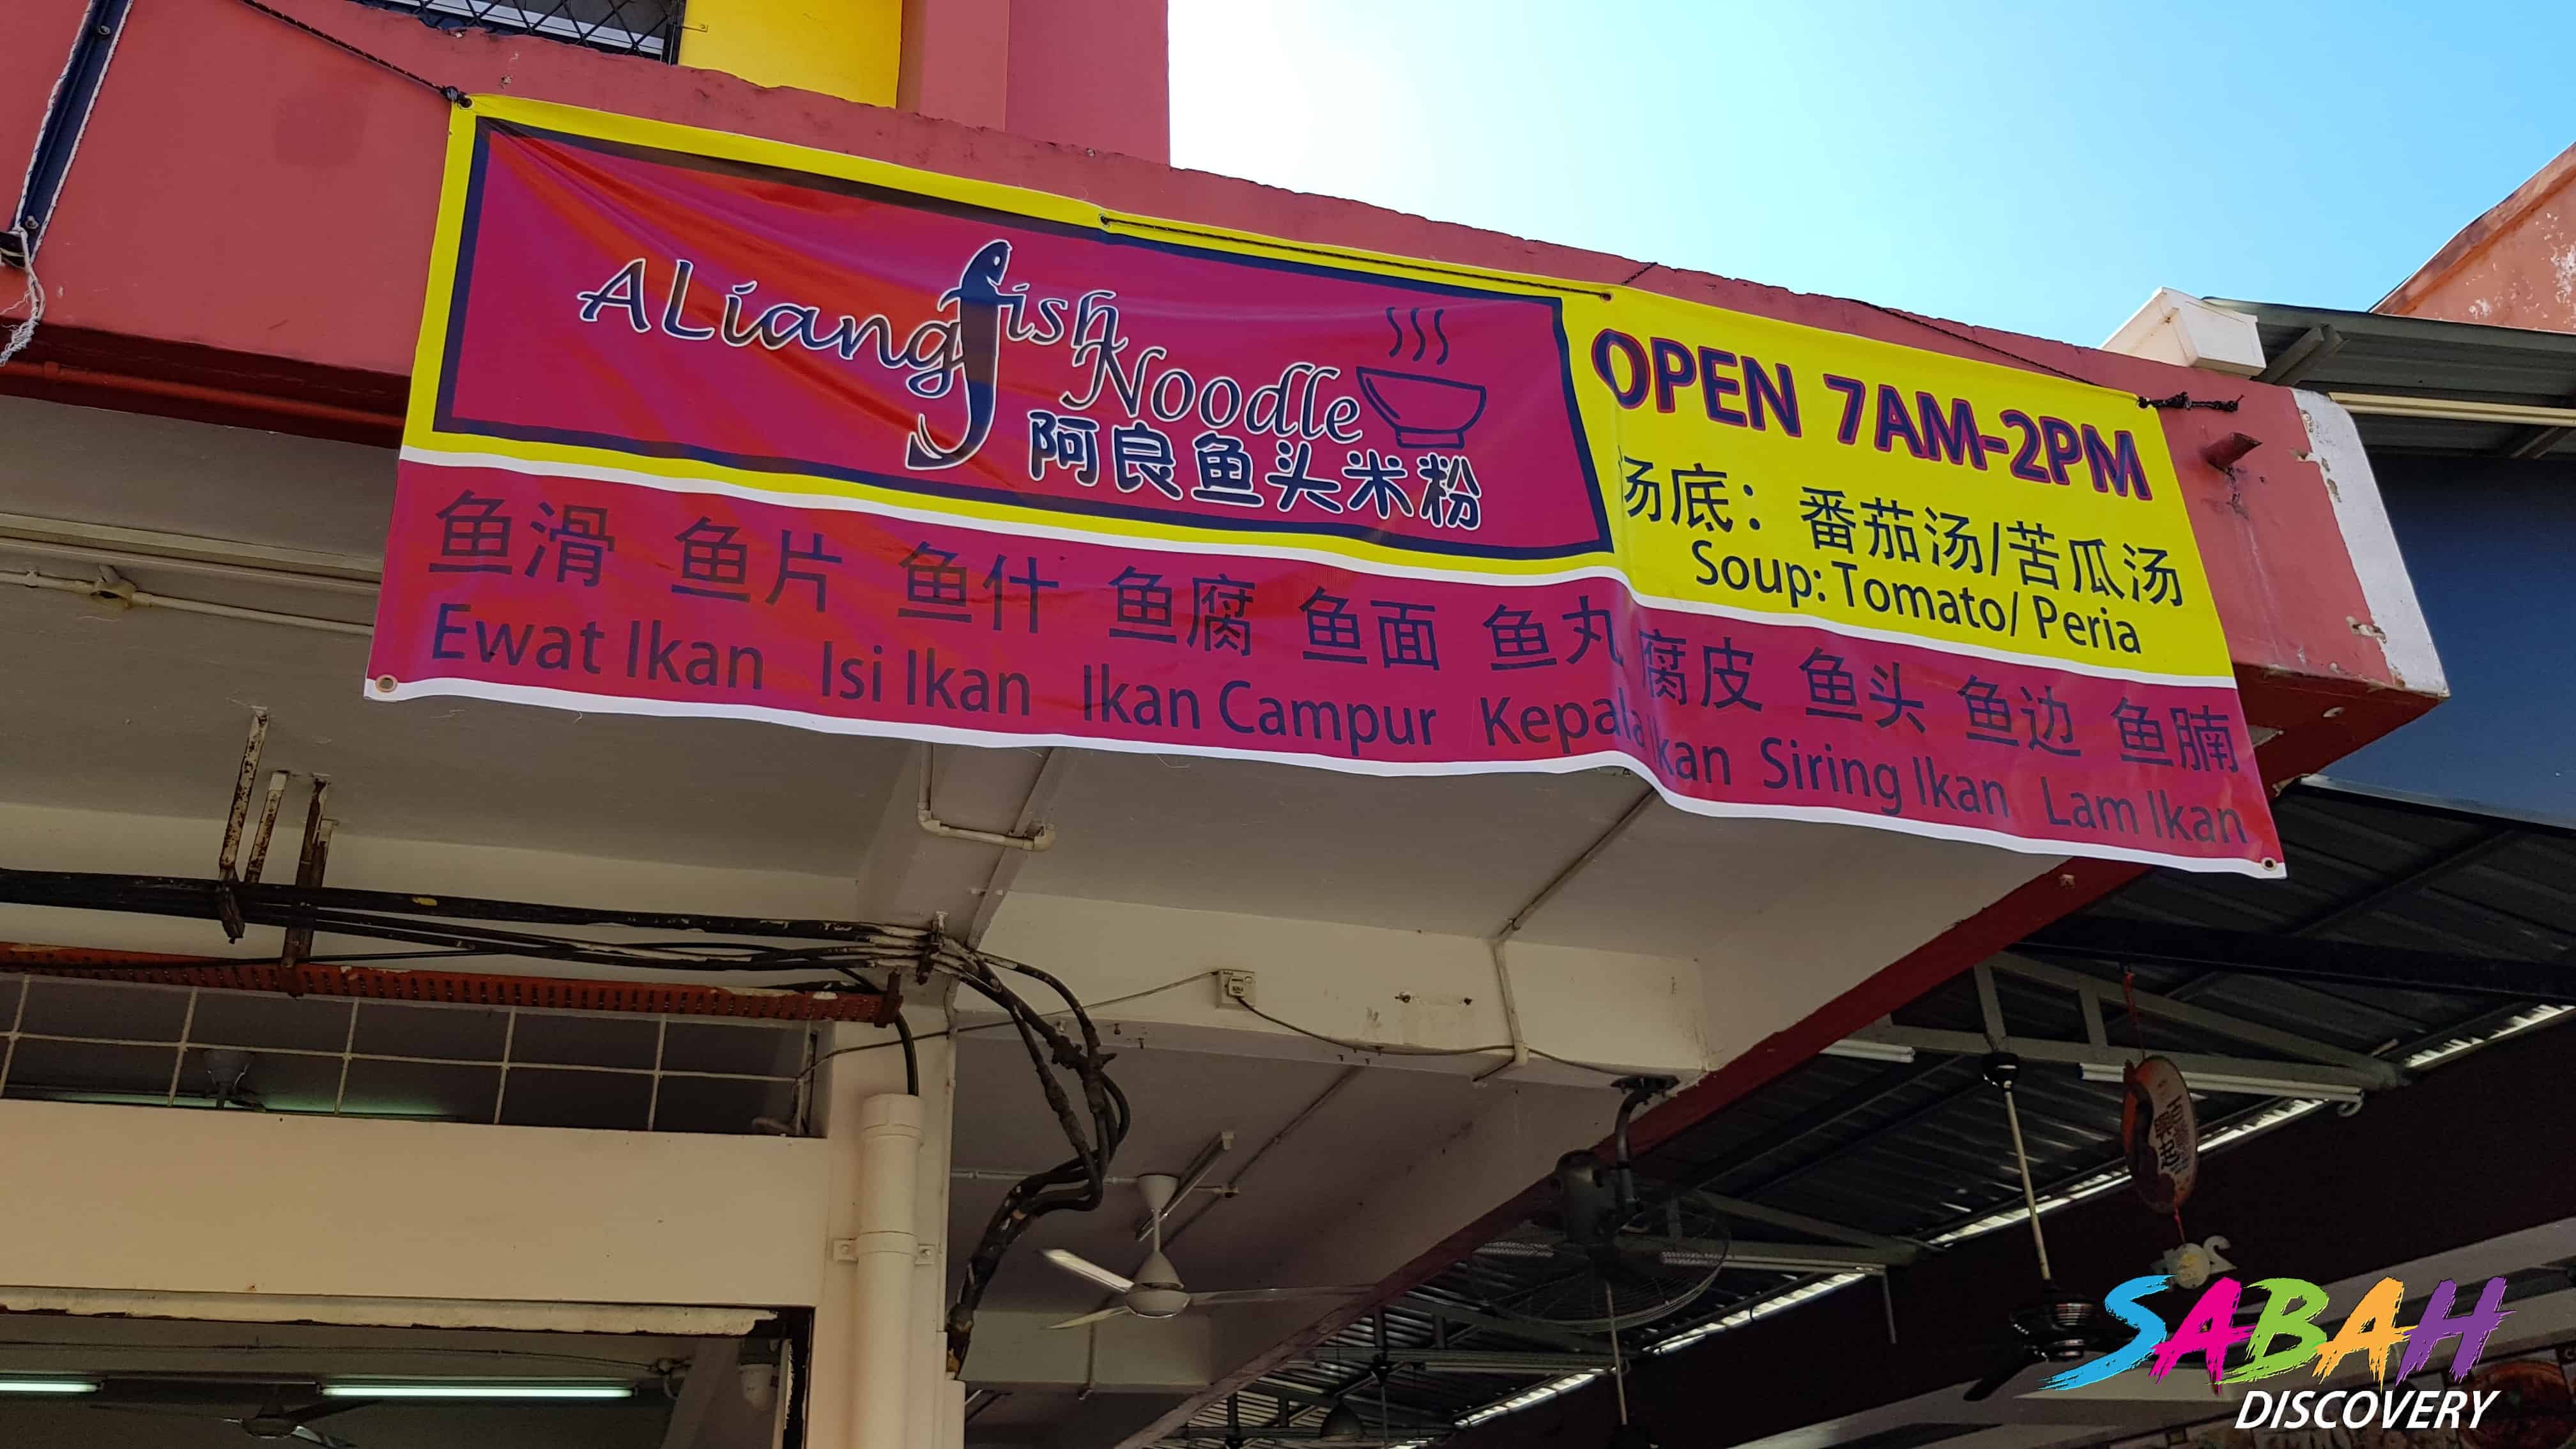 ALiang fish
Noodle
阿良鱼头米粉
OPEN 7AM-2PM
汤底：番茄汤/苦瓜汤
Soup: Tomato/ Peria
鱼滑 鱼片 鱼什 鱼腐 鱼面 鱼丸 腐皮 鱼头 鱼边 鱼腩
Ewat Ikan Isi Ikan Ikan Campur Kepala Ikan Siring Ikan Lam Ikan
SABAH
DISCOVERY